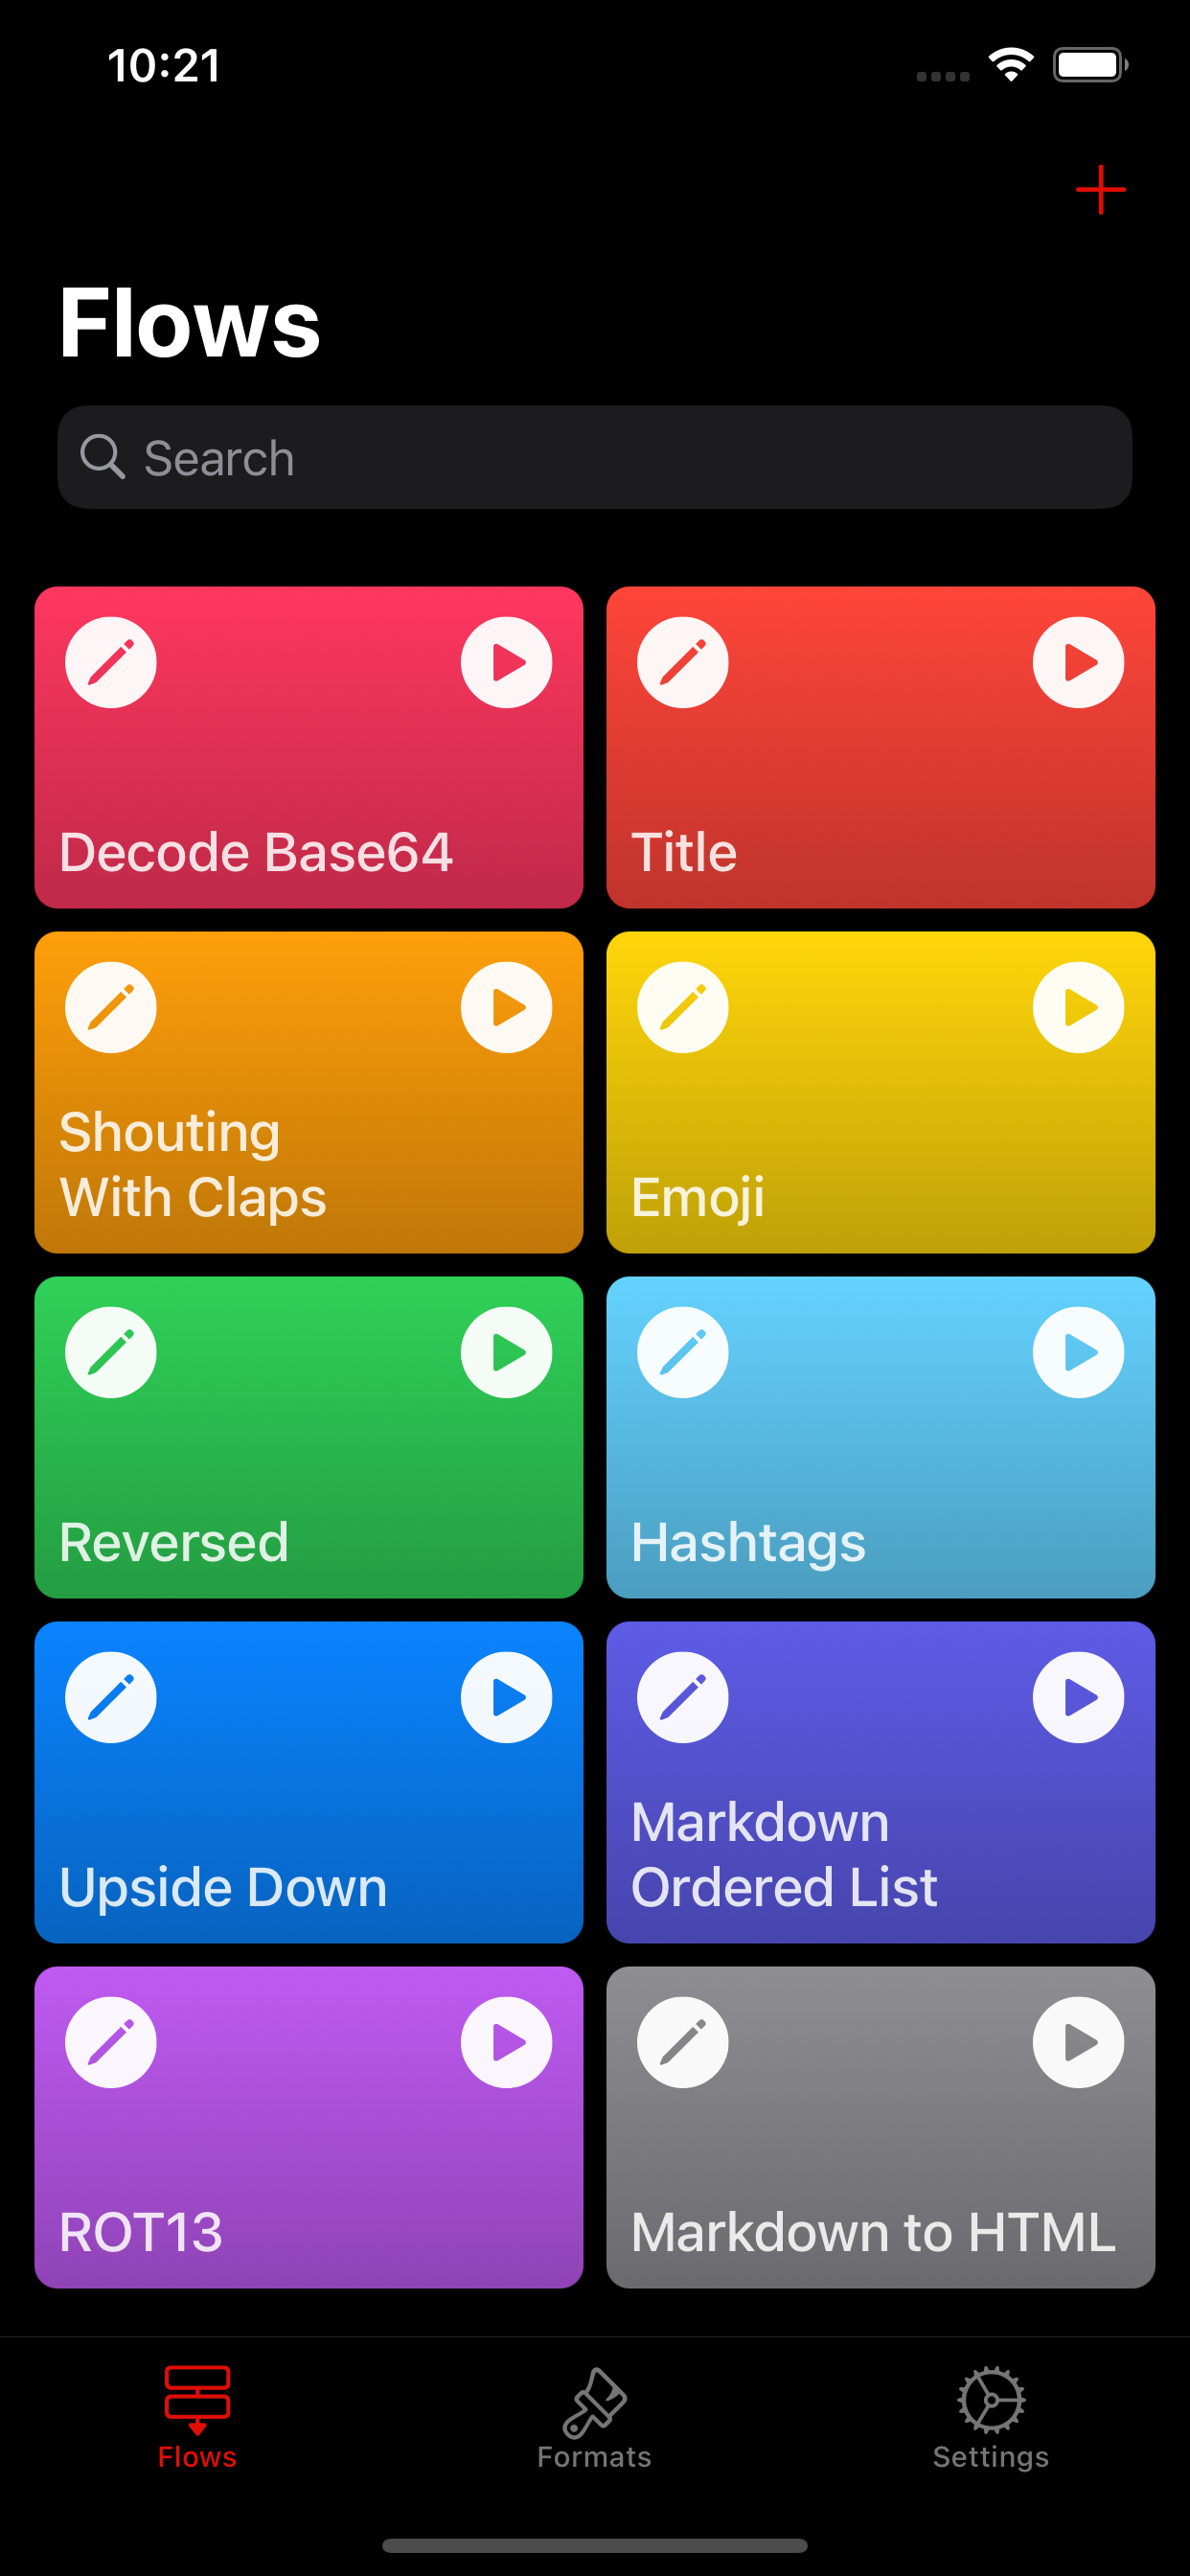 10:21
Flows
Search
Decode Base64
Title
Shouting
With Claps
Emoji
Reversed
Hashtags
Upside Down
Markdown
Ordered List
ROT13
Markdown to HTML
Flows
Formats
Settings